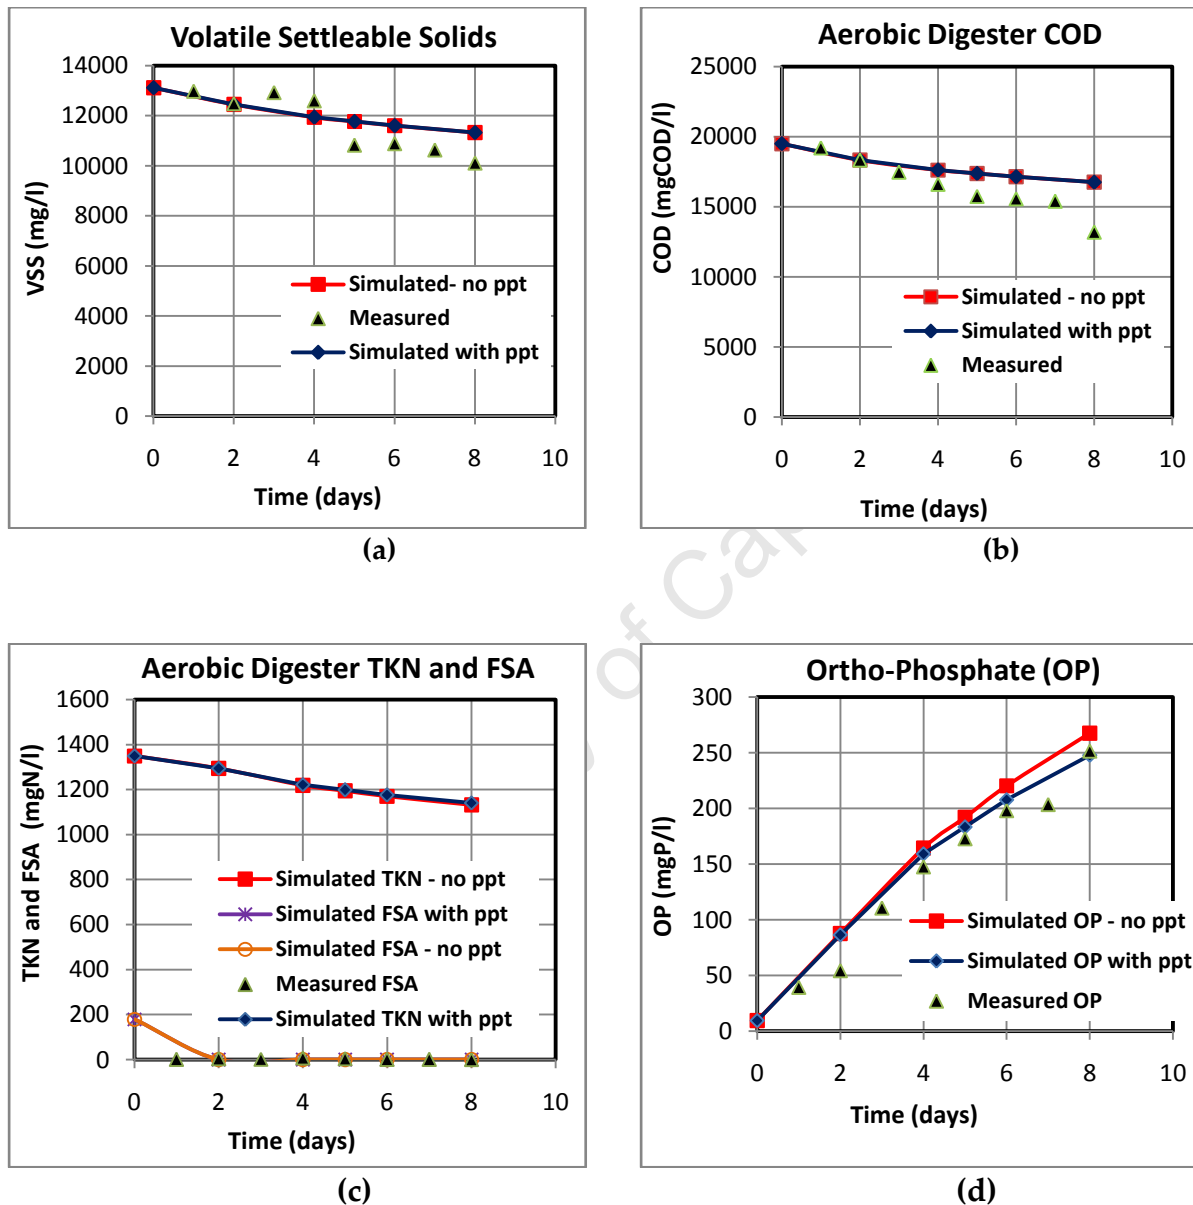 Volatile Settleable Solids
14000
12000
10000
8000
6000
4000
2000
0
VSS (mg/l)
Simulated- no ppt
Measured
Simulated with ppt
0 2 4 6 8 10
Time (days)
(a)
Aerobic Digester COD
25000
20000
15000
10000
5000
0
COD (mgCOD/l)
Simulated - no ppt
Simulated with ppt
Measured
0 2 4 6 8 10
Time (days)
(b)
of Cap
Aerobic Digester TKN and FSA
1600
1400
1200
1000
800
600
400
200
0
TKN and FSA (mgN/l)
Simulated TKN - no ppt
Simulated FSA with ppt
Simulated FSA - no ppt
Measured FSA
Simulated TKN with ppt
0 2 4 6 8 10
Time (days)
(c)
Ortho-Phosphate (OP)
300
250
200
150
100
50
0
OP (mgP/l)
Simulated OP - no ppt
Simulated OP with ppt
Measured OP
0 2 4 6 8 10
Time (days)
(d)